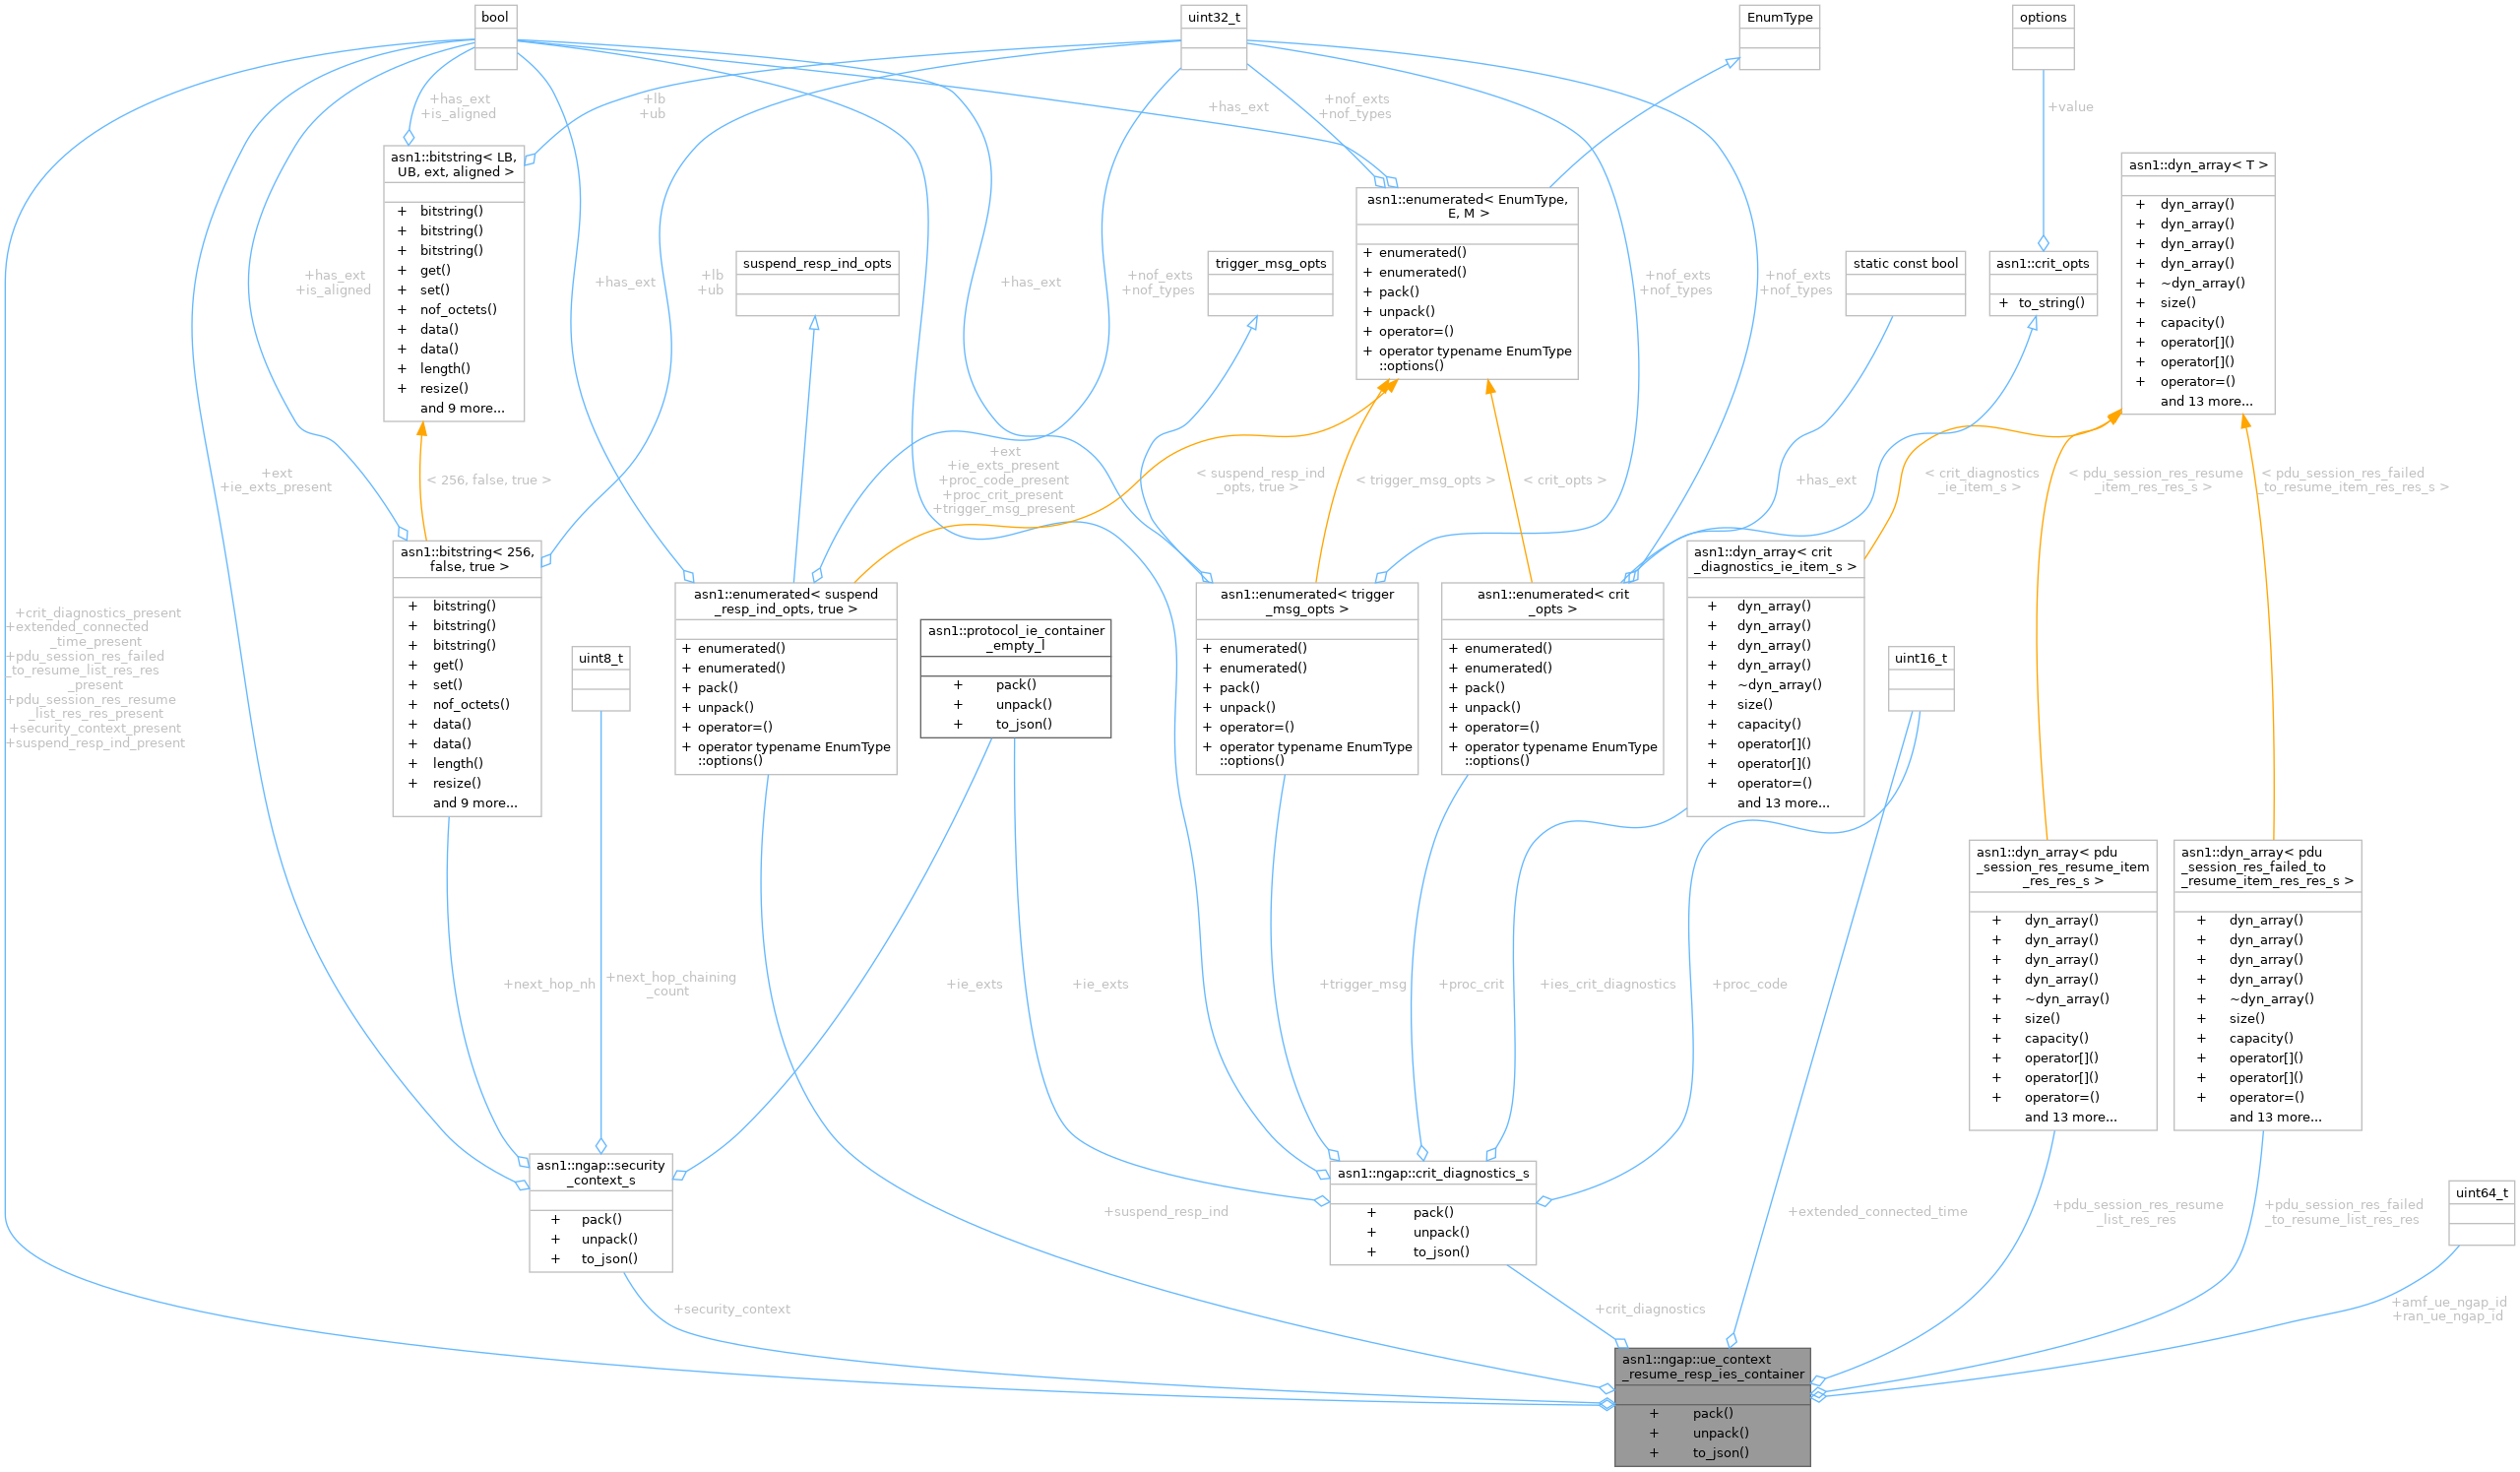 bool
uint32_t
EnumType
options
+has_ext
+is_aligned
+lb
+ub
+has_ext
+nof_exts
+nof_types
+value
asn1::bitstring< LB,
UB, ext, aligned >
+ bitstring()
+ bitstring()
+ bitstring()
+ get()
+ set()
+ nof_octets()
+ data()
+ data()
+ length()
+ resize()
and 9 more...
asn1::dyn_array< T >
+ dyn_array()
+ dyn_array()
+ dyn_array()
+ dyn_array()
+ ~dyn_array()
+ size()
+ capacity()
+ operator[]()
+ operator[]()
+ operator=()
and 13 more...
asn1::enumerated< EnumType,
E, M >
+ enumerated()
+ enumerated()
+ pack()
+ unpack()
+ operator=()
+ operator typename EnumType
::options()
suspend_resp_ind_opts
trigger_msg_opts
static const bool
asn1::crit_opts
+ to_string()
+has_ext
+is_aligned
+has_ext
+lb
+ub
+has_ext
+nof_exts
+nof_types
+nof_exts
+nof_types
+nof_exts
+nof_types
+ext
+ie_exts_present
< 256, false, true >
+ext
+ie_exts_present
+proc_code_present
+proc_crit_present
+trigger_msg_present
< suspend_resp_ind
_opts, true >
< trigger_msg_opts >
< crit_opts >
+has_ext
< crit_diagnostics
_ie_item_s >
< pdu_session_res_resume
_item_res_res_s >
< pdu_session_res_failed
_to_resume_item_res_res_s >
asn1::bitstring< 256,
false, true >
+ bitstring()
+ bitstring()
+ bitstring()
+ get()
+ set()
+ nof_octets()
+ data()
+ data()
+ length()
+ resize()
and 9 more...
asn1::dyn_array< crit
_diagnostics_ie_item_s >
+ dyn_array()
+ dyn_array()
+ dyn_array()
+ dyn_array()
+ ~dyn_array()
+ size()
+ capacity()
+ operator[]()
+ operator[]()
+ operator=()
and 13 more...
asn1::enumerated< suspend
_resp_ind_opts, true >
+ enumerated()
+ enumerated()
+ pack()
+ unpack()
+ operator=()
+ operator typename EnumType
::options()
asn1::enumerated< trigger
_msg_opts >
+ enumerated()
+ enumerated()
+ pack()
+ unpack()
+ operator=()
+ operator typename EnumType
::options()
asn1::enumerated< crit
_opts >
+ enumerated()
+ enumerated()
+ pack()
+ unpack()
+ operator=()
+ operator typename EnumType
::options()
+crit_diagnostics_present
+extended_connected
_time_present
+pdu_session_res_failed
_to_resume_list_res_res
_present
+pdu_session_res_resume
_list_res_res_present
+security_context_present
+suspend_resp_ind_present
asn1::protocol_ie_container
_empty_l
+ pack()
+ unpack()
+ to_json()
uint8_t
uint16_t
asn1::dyn_array< pdu
_session_res_resume_item
_res_res_s >
+ dyn_array()
+ dyn_array()
+ dyn_array()
+ dyn_array()
+ ~dyn_array()
+ size()
+ capacity()
+ operator[]()
+ operator[]()
+ operator=()
and 13 more...
asn1::dyn_array< pdu
_session_res_failed_to
_resume_item_res_res_s >
+ dyn_array()
+ dyn_array()
+ dyn_array()
+ dyn_array()
+ ~dyn_array()
+ size()
+ capacity()
+ operator[]()
+ operator[]()
+ operator=()
and 13 more...
+next_hop_nh
+next_hop_chaining
_count
+ie_exts
+ie_exts
+trigger_msg
+proc_crit
+ies_crit_diagnostics
+proc_code
asn1::ngap::security
_context_s
+ pack()
+ unpack()
+ to_json()
asn1::ngap::crit_diagnostics_s
+ pack()
+ unpack()
+ to_json()
+suspend_resp_ind
+extended_connected_time
+pdu_session_res_resume
_list_res_res
+pdu_session_res_failed
_to_resume_list_res_res
uint64_t
+security_context
+crit_diagnostics
+amf_ue_ngap_id
+ran_ue_ngap_id
asn1::ngap::ue_context
_resume_resp_ies_container
+ pack()
+ unpack()
+ to_json()